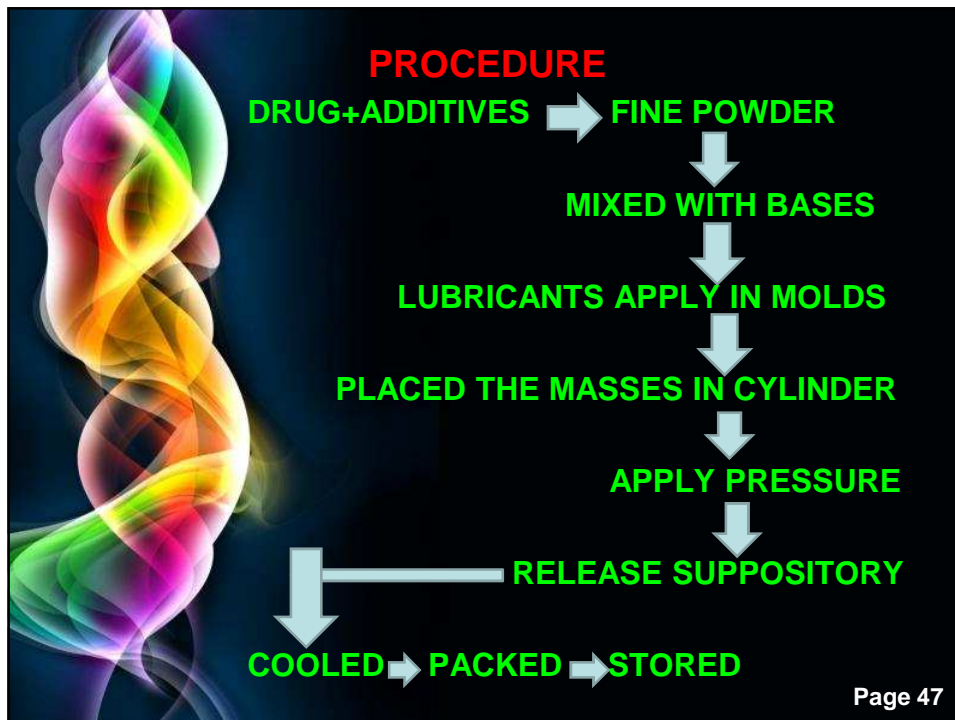 PROCEDURE
DRUG+ADDITIVES FINE POWDER
MIXED WITH BASES
LUBRICANTS APPLY IN MOLDS
PLACED THE MASSES IN CYLINDER
APPLY PRESSURE
RELEASE SUPPOSITORY
COOLED PACKED STORED
Page 47